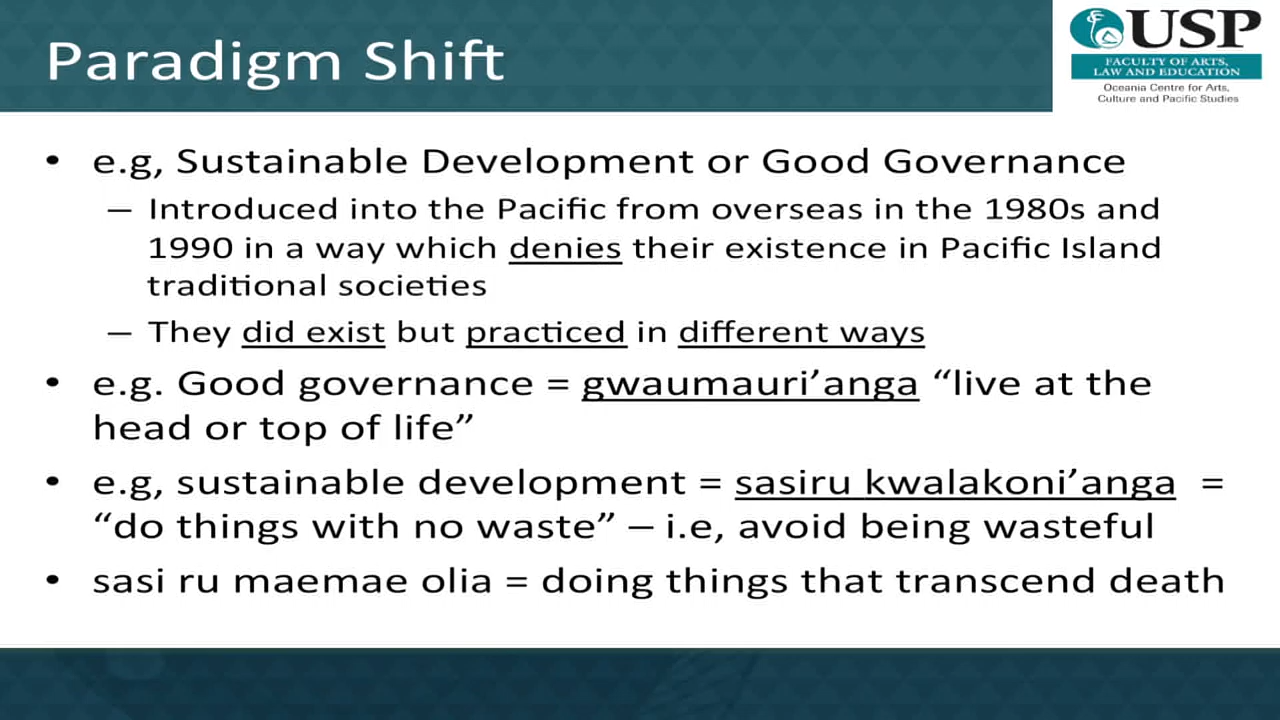 Paradigm Shift
USP
FACULTY OF ARTS,
LAW AND EDUCATION
Oceania Centre for Arts,
Culture and Pacific Studies
• e.g, Sustainable Development or Good Governance
– Introduced into the Pacific from overseas in the 1980s and
1990 in a way which denies their existence in Pacific Island
traditional societies
– They did exist but practiced in different ways
• e.g. Good governance = gwaumauri’anga “live at the
head or top of life”
• e.g, sustainable development = sasiru kwalakoni’anga =
“do things with no waste” – i.e, avoid being wasteful
• sasi ru maemae olia = doing things that transcend death